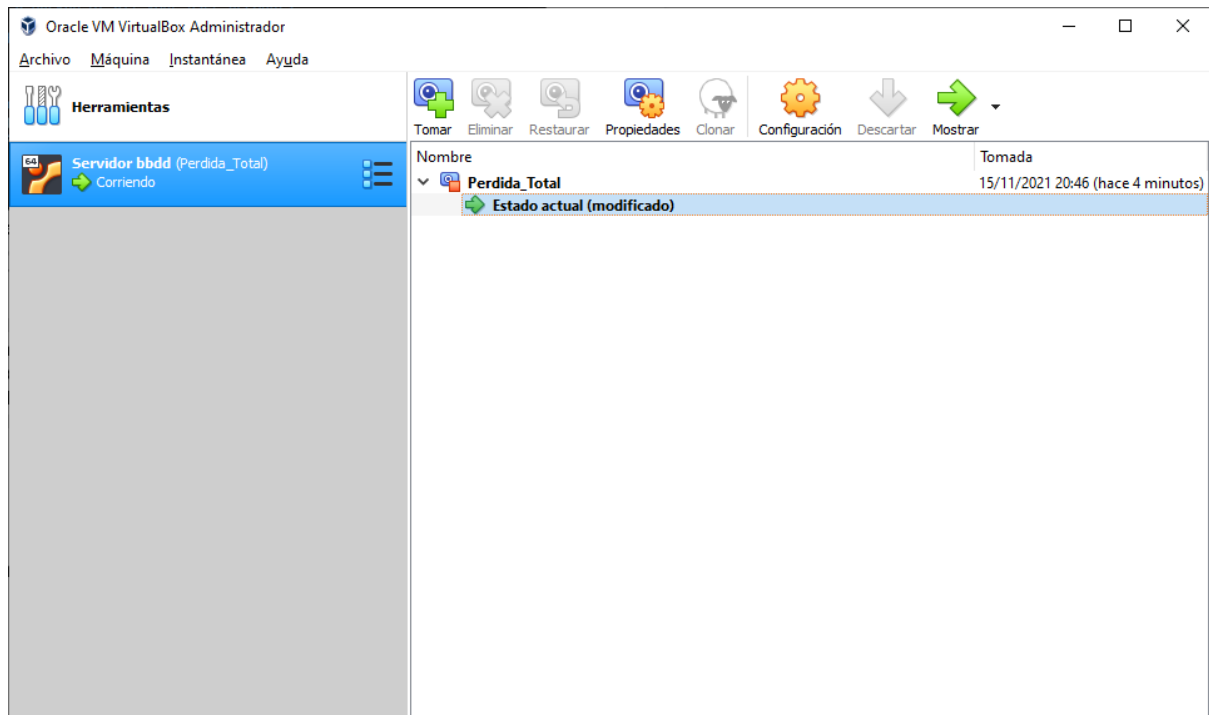 Oracle VM VirtualBox Administrador
Archivo Máquina Instantánea Ayuda
Herramientas
Tomar Eliminar Restaurar Propiedades Clonar Configuración Descartar Mostrar
64
Servidor bbdd (Perdida_Total)
Corriendo
Nombre Tomada
Perdida_Total 15/11/2021 20:46 (hace 4 minutos)
Estado actual (modificado)